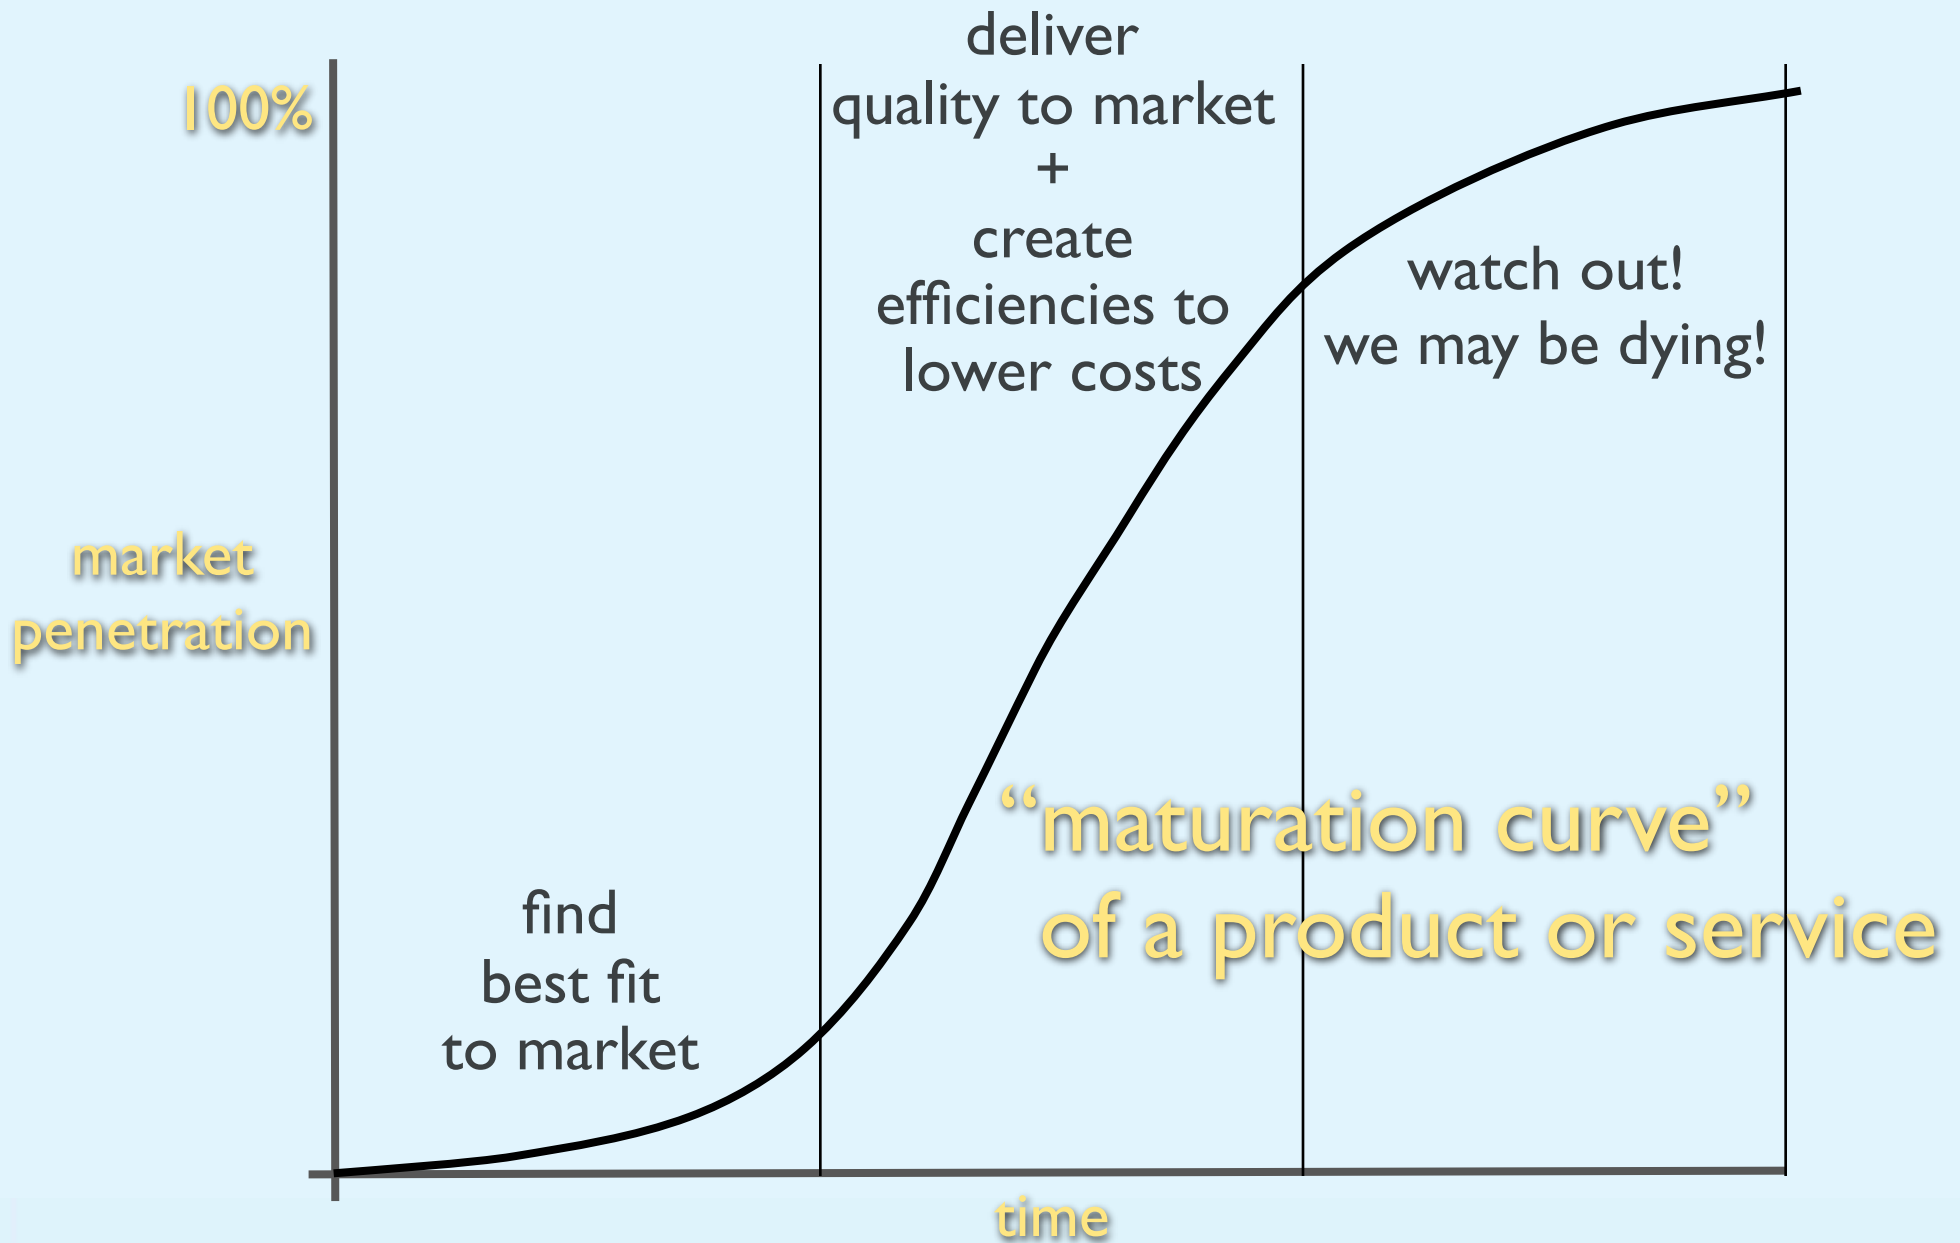 deliver
quality to market
+
create
efficiencies to
lower costs
100%
watch out!
we may be dying!
market
penetration
“maturation curve”
of a product or service
find
best fit
to market
time